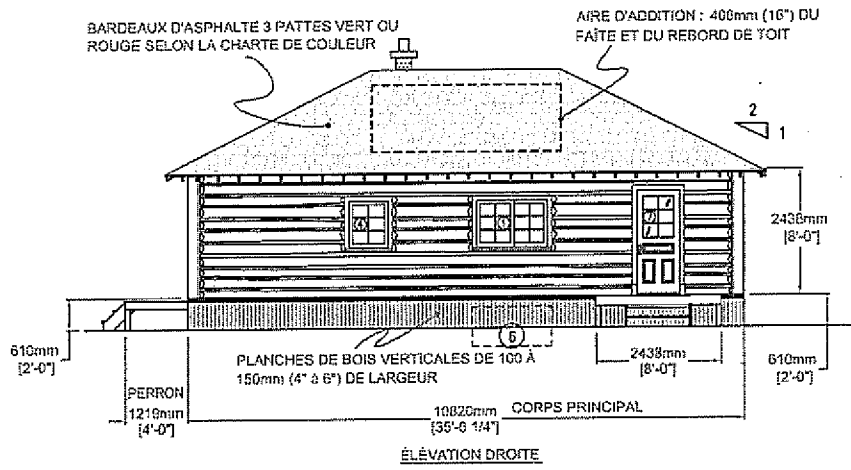 BARDEAUX D'ASPHALTE 3 PATTES VERT OU
ROUGE SELON LA CHARTE DE COULEUR
AIRE D'ADDITION : 400mm (16") DU
FAÎTE ET DU REBORD DE TOIT
2
1
2438mm
[8'-0"]
610mm
[2'-0"]
6
PLANCHES DE BOIS VERTICALES DE 100 À
150mm (4" à 6") DE LARGEUR
2438mm
[8'-0"]
610mm
[2'-0"]
PERRON
1219mm
[4'-0"]
10820mm
[35'-6 1/4"]
CORPS PRINCIPAL
ÉLÉVATION DROITE